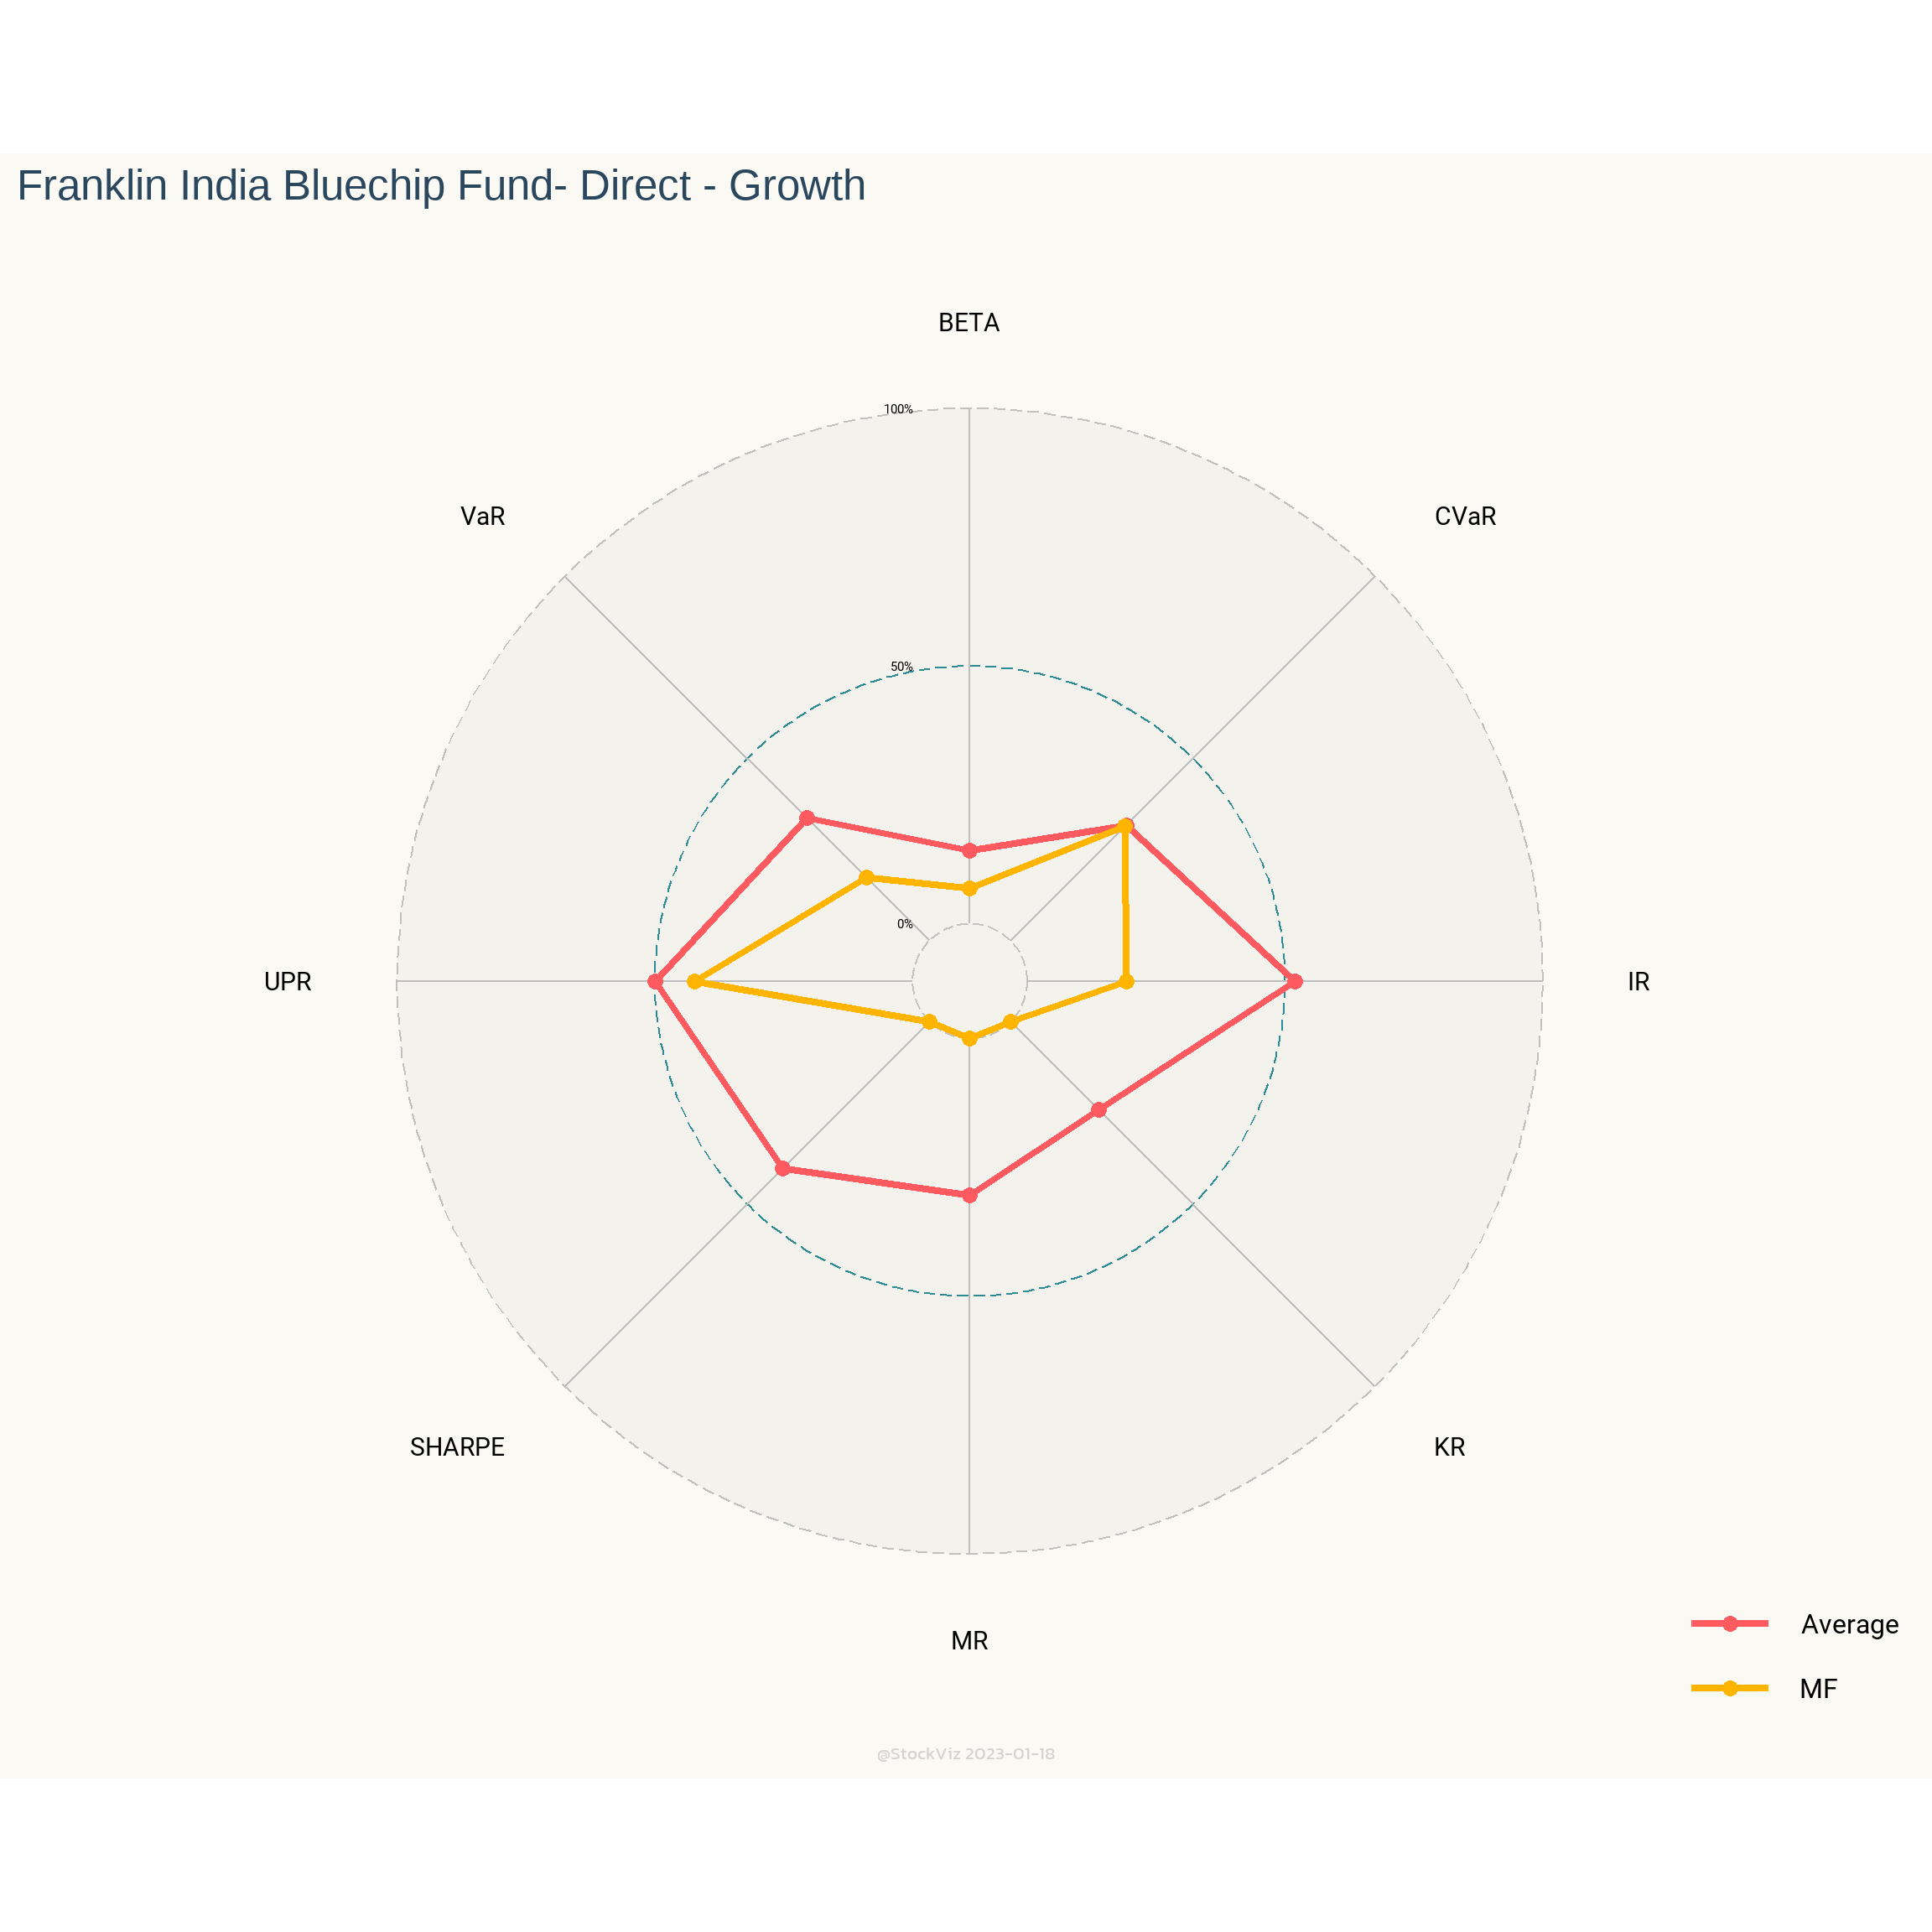 Franklin India Bluechip Fund- Direct - Growth
BETA
100%
VaR
CVaR
50%
0%
UPR
IR
SHARPE
KR
MR
Average
MF
@StockViz 2023-01-18